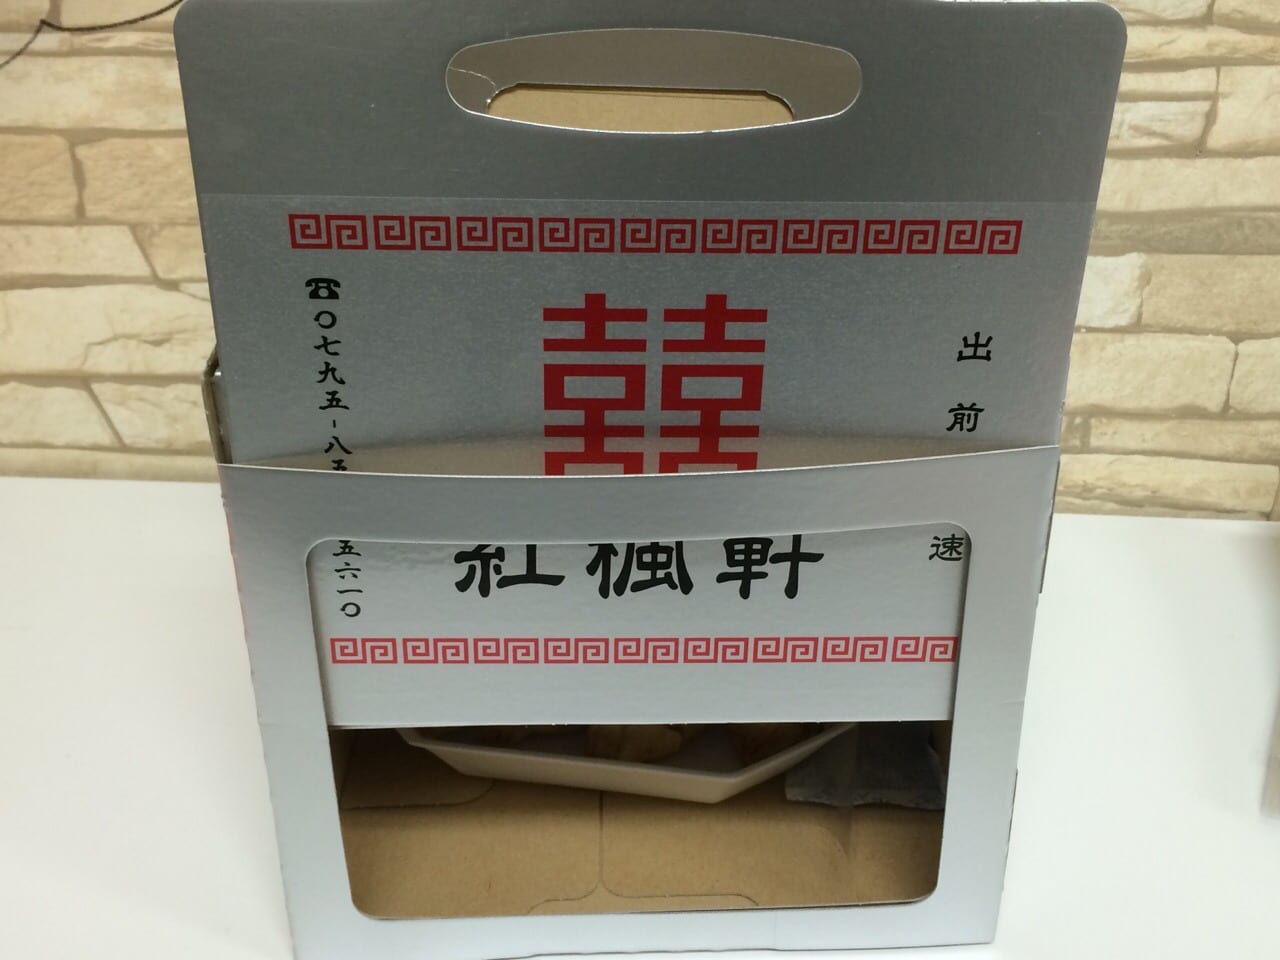 出前
速
囍
紅楓軒
☎〇七九五-八五
五六一〇